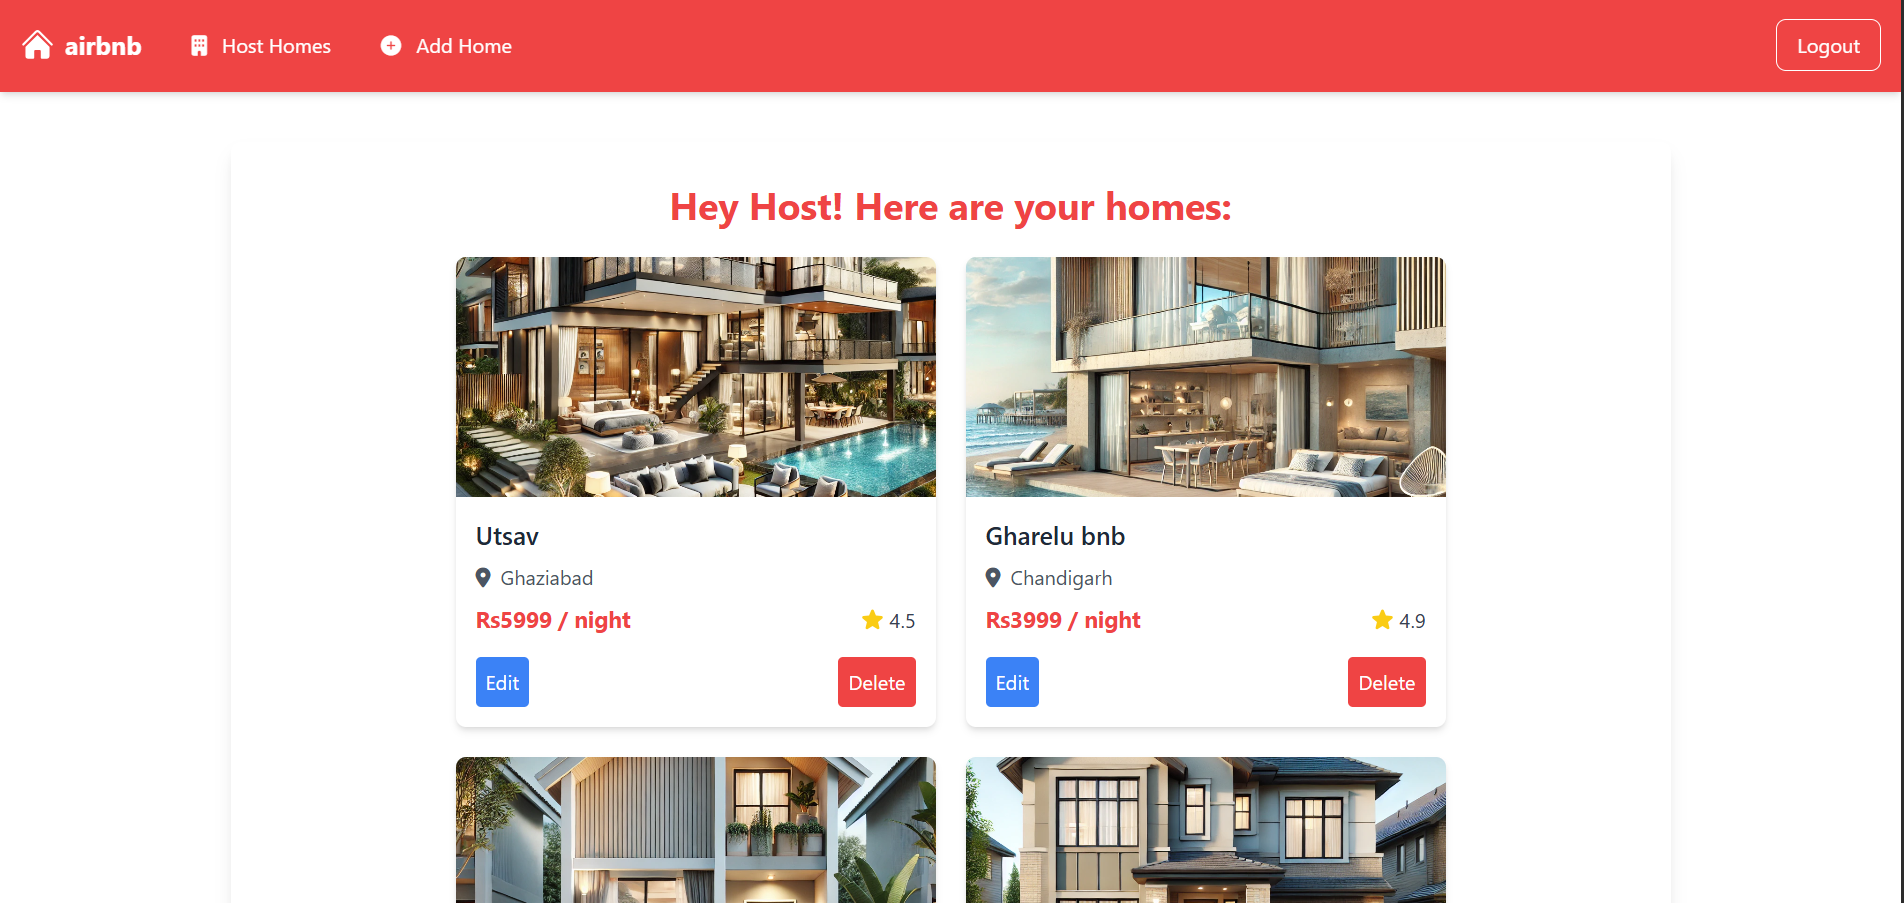 airbnb Host Homes Add Home Logout
Hey Host! Here are your homes:
Utsav
Ghaziabad
Rs5999 / night 4.5
Edit Delete
Gharelu bnb
Chandigarh
Rs3999 / night 4.9
Edit Delete